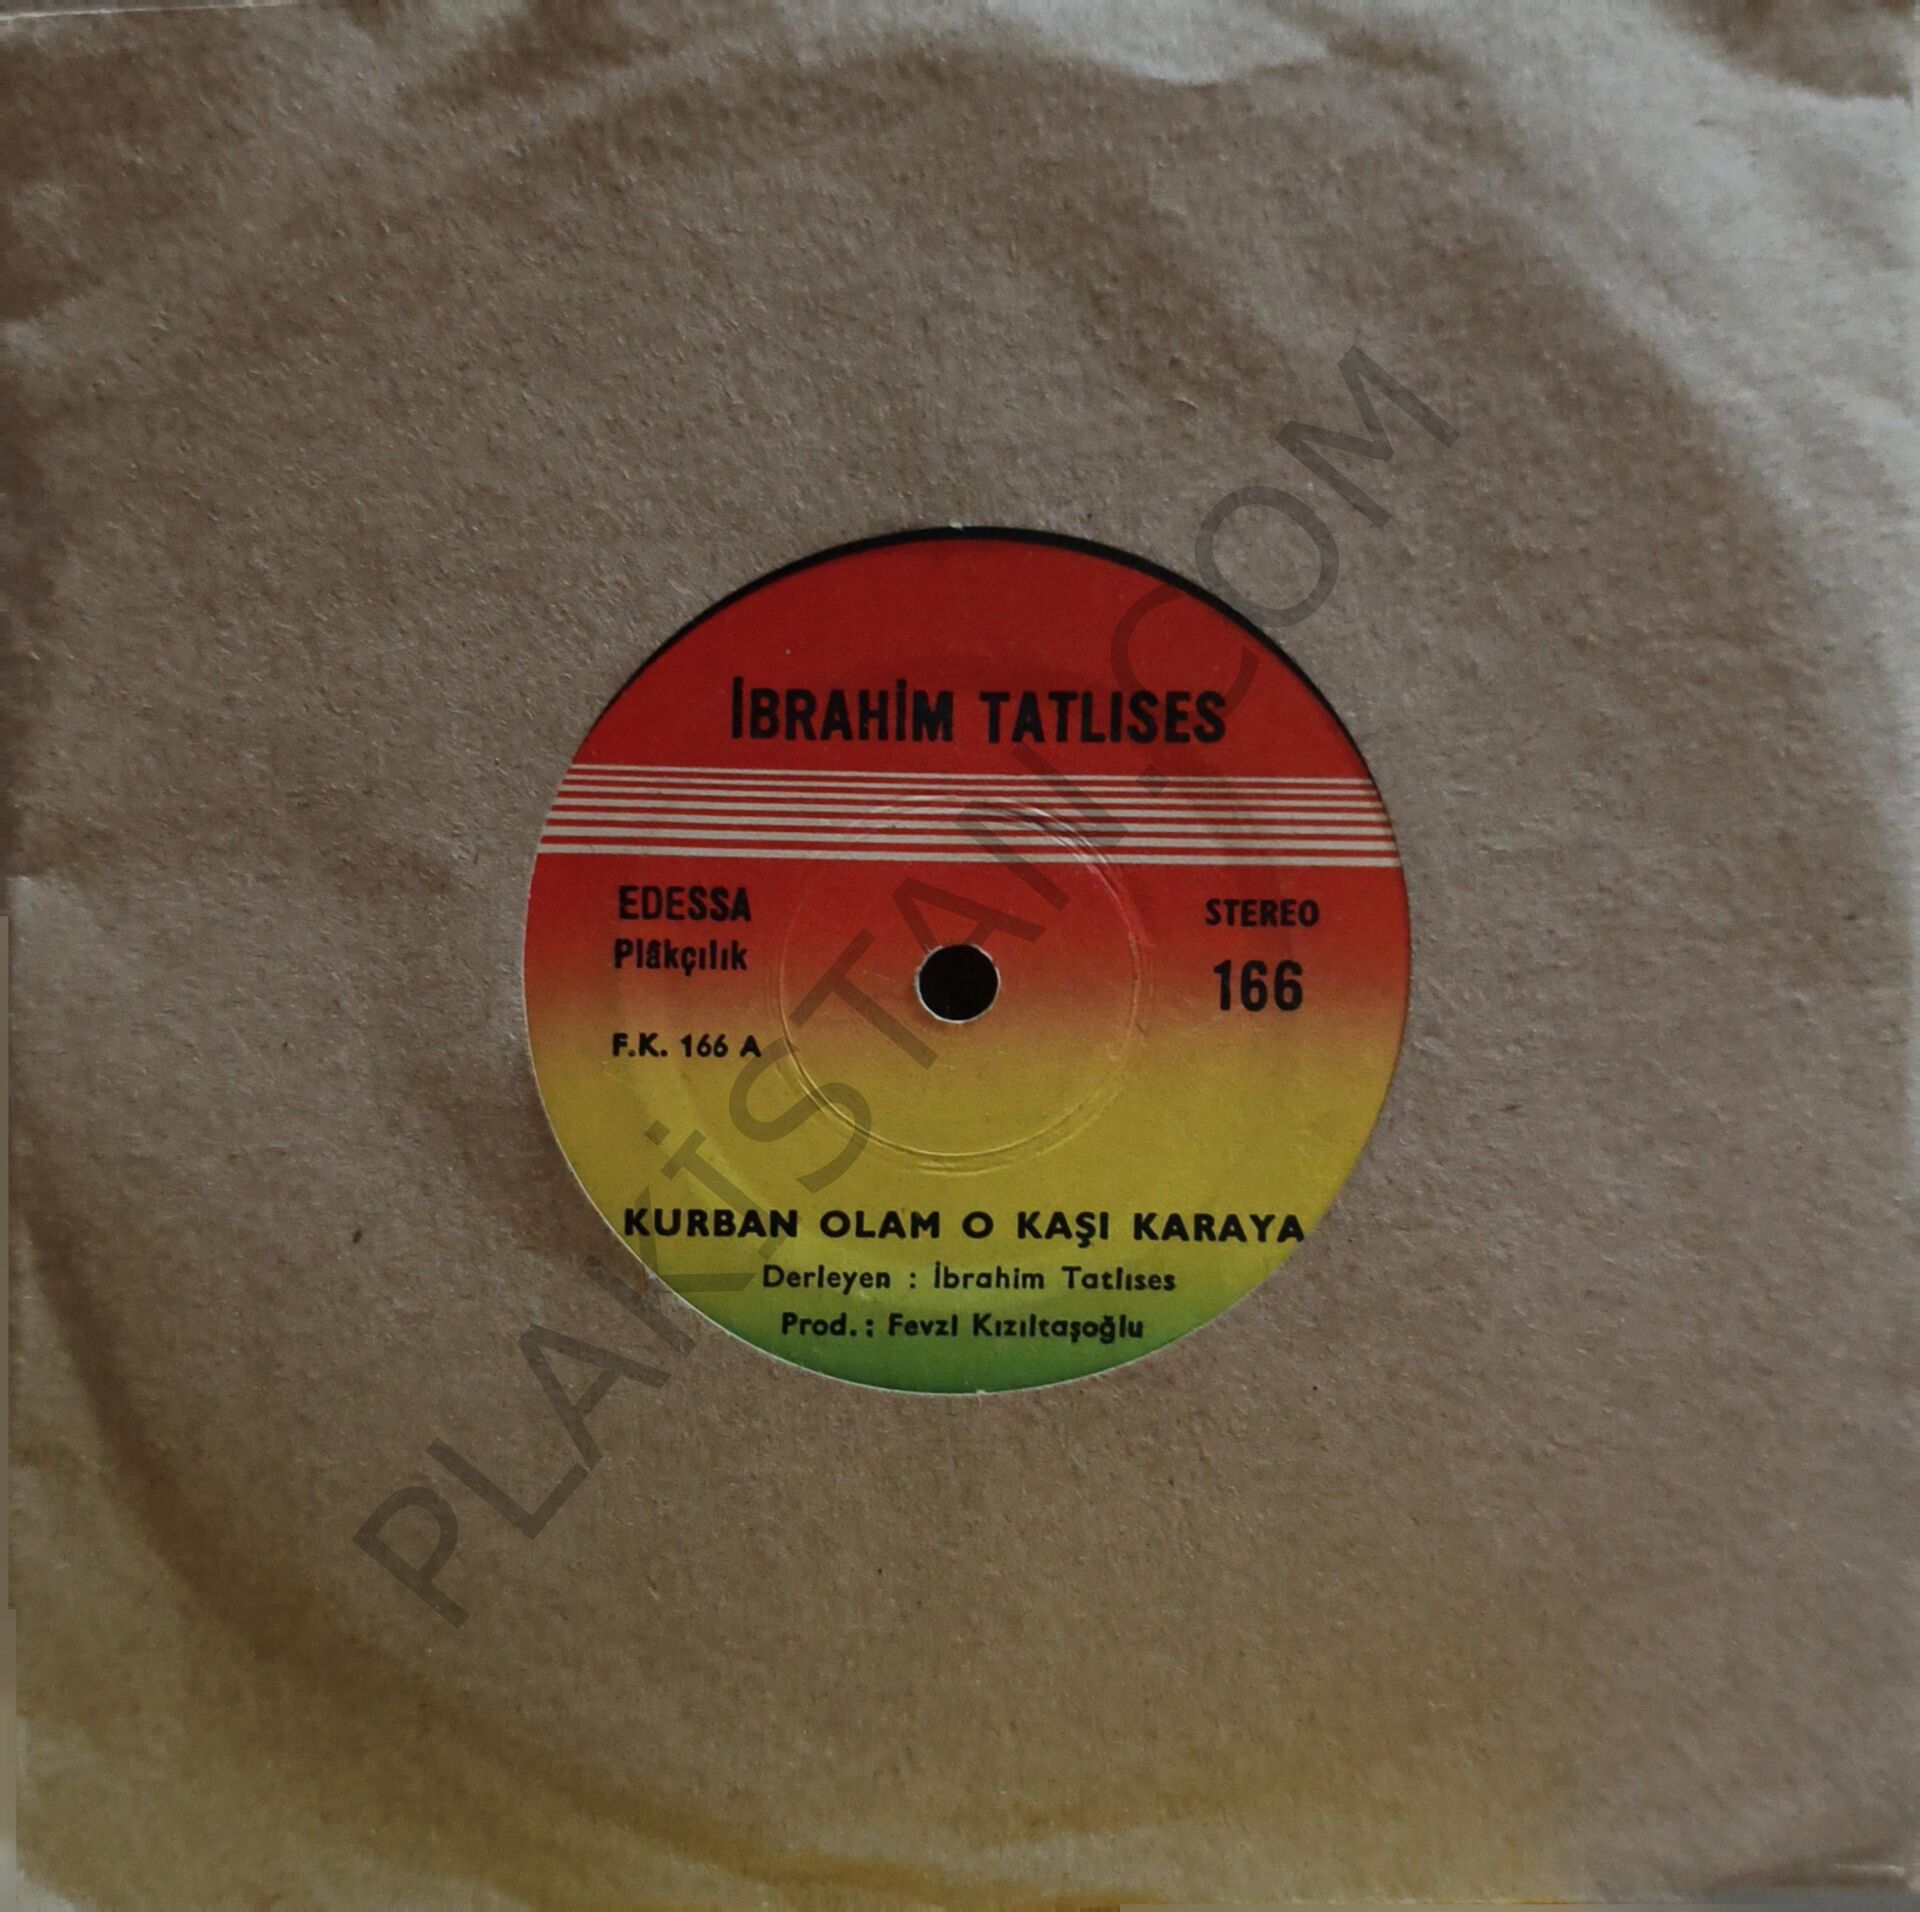 İBRAHİM TATLISES
EDESSA
Plâkçılık
STEREO
166
F.K. 166 A
KURBAN OLAM O KAŞI KARAYA
Derleyen : İbrahim Tatlıses
Prod. : Fevzi Kızıltaşoğlu
PLAKİSTAN.COM